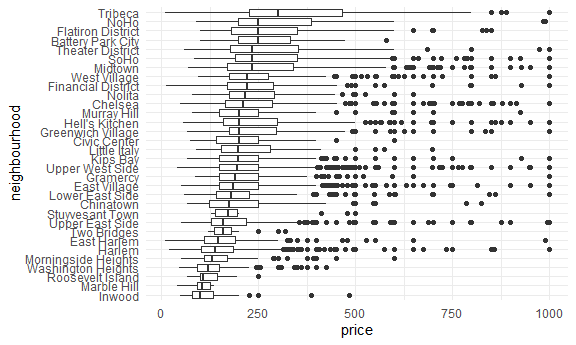 neighbourhood
Tribeca
NoHo
Flatiron District
Battery Park City
Theater District
SoHo
Midtown
West Village
Financial District
Nolita
Chelsea
Murray Hill
Hell's Kitchen
Greenwich Village
Civic Center
Little Italy
Kips Bay
Upper West Side
Gramercy
East Village
Lower East Side
Chinatown
Stuyvesant Town
Upper East Side
Two Bridges
East Harlem
Harlem
Morningside Heights
Washington Heights
Roosevelt Island
Marble Hill
Inwood
0 250 500 750 1000
price